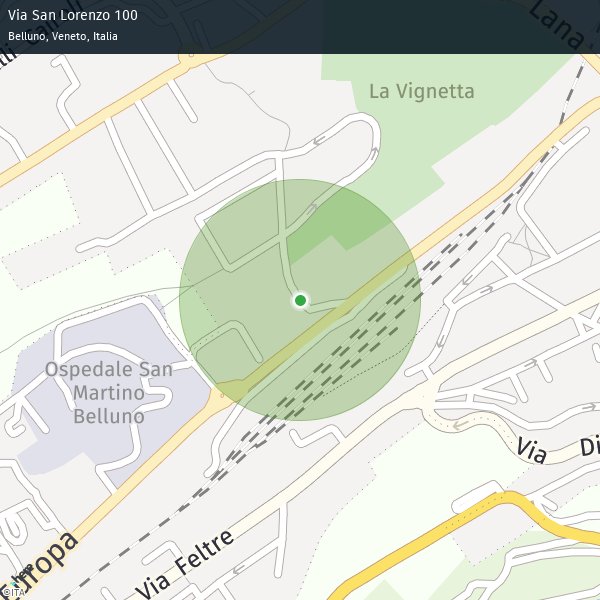 Via San Lorenzo 100
Belluno, Veneto, Italia
Lana
La Vignetta
Ospedale San
Martino
Belluno
Via
Di
Europa
Via Feltre
©ITA